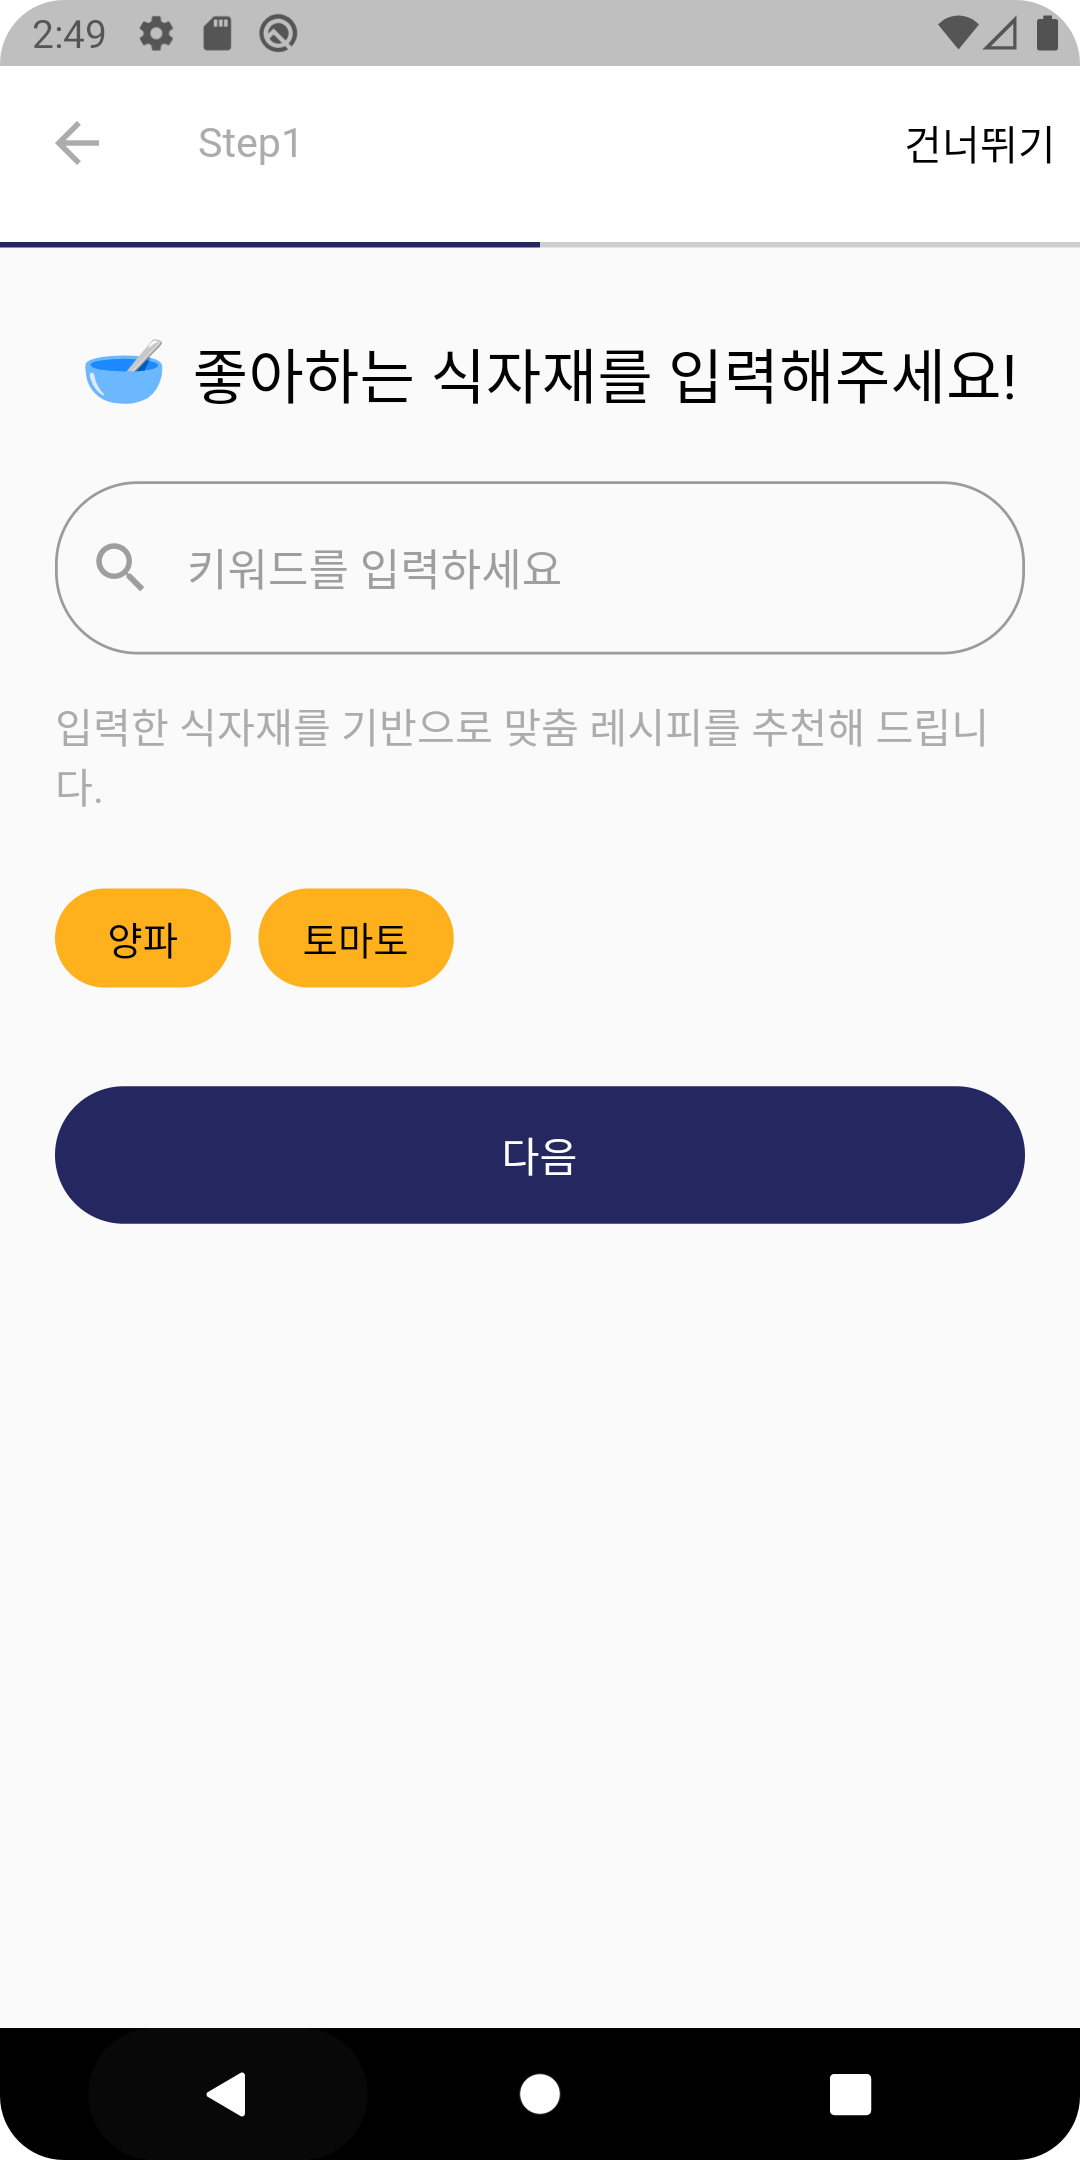 2:49
Step1
건너뛰기
좋아하는 식자재를 입력해주세요!
키워드를 입력하세요
입력한 식자재를 기반으로 맞춤 레시피를 추천해 드립니
다.
양파
토마토
다음